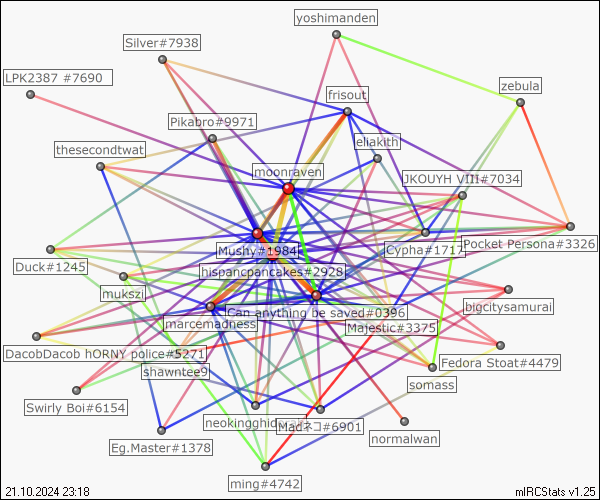 yoshimanden
Silver#7938
LPK2387 #7690
zebula
frisout
Pikabro#9971
eliakith
thesecondtwat
moonraven
JKOUYH VIII#7034
Mushy#1984
Cypha#1717
Pocket Persona#3326
Duck#1245
hispanopancakes#2928
mukszi
bigcitysamurai
Can anything be saved#0396
marcemadness
Majestic#3375
DacobDacob hORNY police#5271
Fedora Stoat#4479
shawntee9
somass
Swirly Boi#6154
neokingghid
Madネコ#6901
normalwan
Eg.Master#1378
ming#4742
21.10.2024 23:18
mIRCStats v1.25